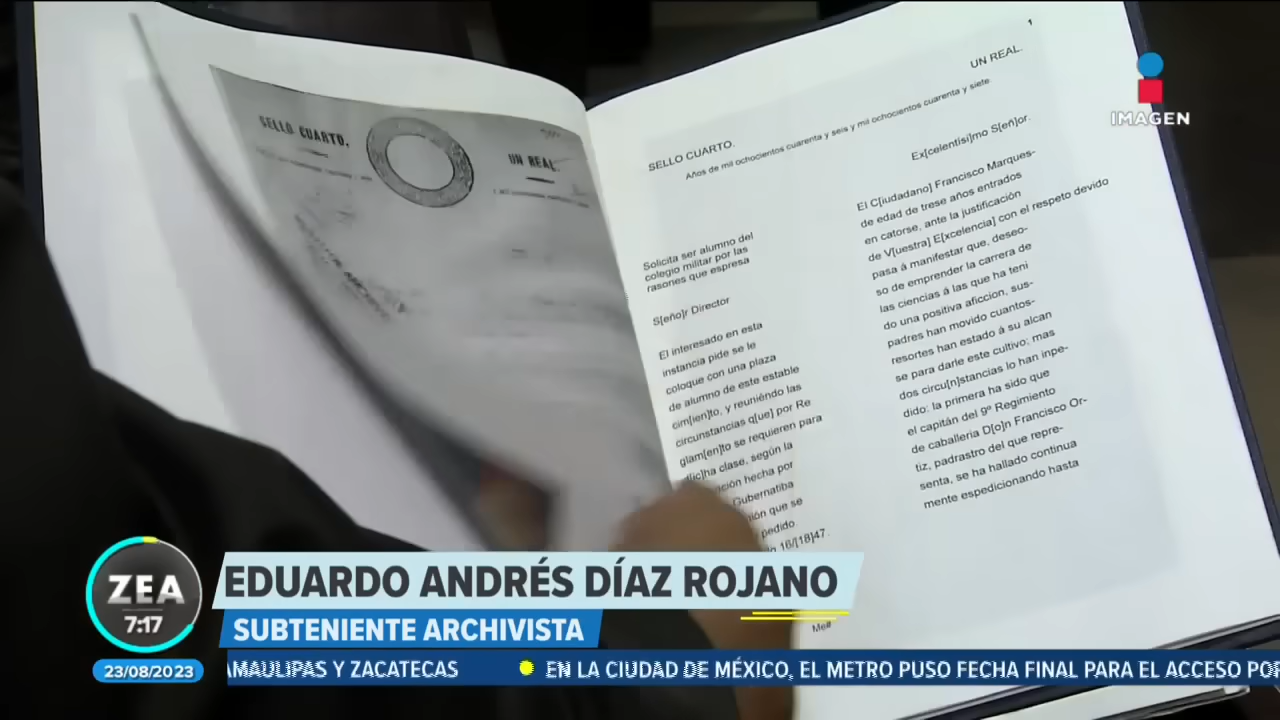 IMAGEN
SELLO CUARTO.
UN REAL.
1
UN REAL.
SELLO CUARTO.
Años de mil ochocientos cuarenta y seis y mil ochocientos cuarenta y siete
Solicita ser alumno del
colegio militar por las
rasones que espresa
S[eño]r Director
El interesado en esta
instancia pide se le
coloque con una plaza
de alumno de este estable
cim[ien]to, y reuniéndo las
circunstancias q[ue] por Re
glam[en]to se requieren para
clase, según la
hecha por
Gubernatiba
que se
pedido
16/[18]47.
Ex[celentísi]mo S[eñ]or.
El C[iudadano] Francisco Marques-
de edad de trese años entrados
en catorse, ante la justificación
de V[uestra] E[xcelencia] con el respeto devido
pasa á manifestar que, deseo-
so de emprender la carrera de
las ciencias á las que ha teni
do una positiva aficcion, sus-
padres han movido cuantos-
resortes han estado á su alcan
se para darle este cultivo; mas
dos circu[n]stancias lo han inpe-
dido: la primera ha sido que
el capitán del 9º Regimiento
de caballeria D[o]n Francisco Or-
tiz, padrastro del que repre-
senta, se ha hallado continua
mente espedicionando hasta
Me#
ZEA
7:17
23/08/2023
EDUARDO ANDRÉS DÍAZ ROJANO
SUBTENIENTE ARCHIVISTA
AMAULIPAS Y ZACATECAS
EN LA CIUDAD DE MÉXICO, EL METRO PUSO FECHA FINAL PARA EL ACCESO POR